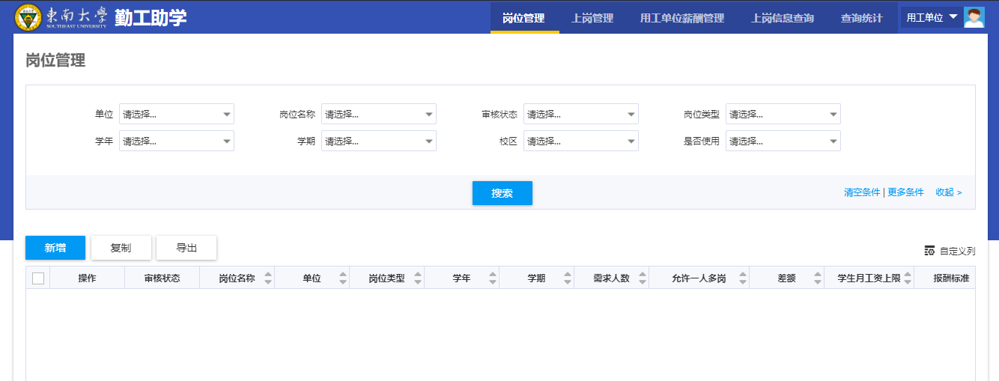 東南大學 勤工助学 岗位管理 上岗管理 用工单位薪酬管理 上岗信息查询 查询统计 用工单位
SOUTHEAST UNIVERSITY
岗位管理
单位 请选择... 岗位名称 请选择... 审核状态 请选择... 岗位类型 请选择...
学年 请选择... 学期 请选择... 校区 请选择... 是否使用 请选择...
搜索 清空条件 | 更多条件 收起 >
新增 复制 导出 自定义列
操作 审核状态 岗位名称 单位 岗位类型 学年 学期 需求人数 允许一人多岗 差额 学生月工资上限 报酬标准